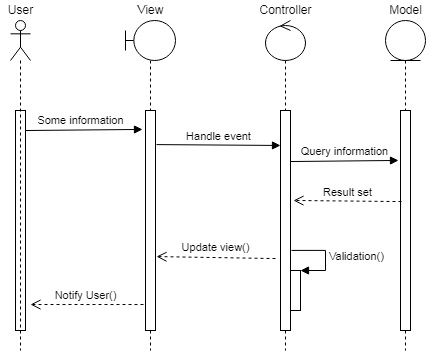 User
View
Controller
Model
Some information
Handle event
Query information
Result set
Update view()
Validation()
Notify User()